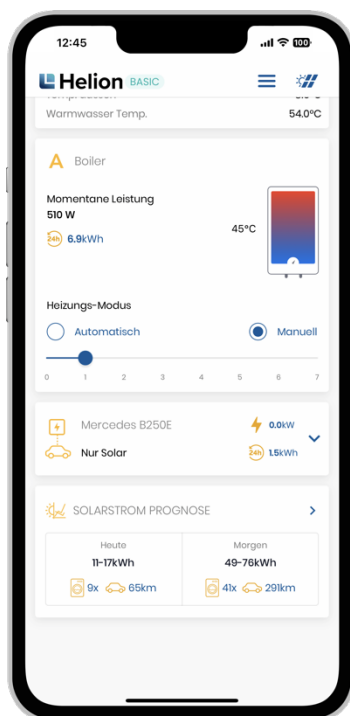 12:45
100
Helion BASIC
Warmwasser Temp. 54.0°C
A Boiler
Momentane Leistung
510 W
24h 6.9kWh
45°C
Heizungs-Modus
Automatisch Manuell
0 1 2 3 4 5 6 7
Mercedes B250E 0.0kW
Nur Solar 24h 1.5kWh
SOLARSTROM PROGNOSE
Heute Morgen
11-17kWh 49-76kWh
9x 65km 41x 291km